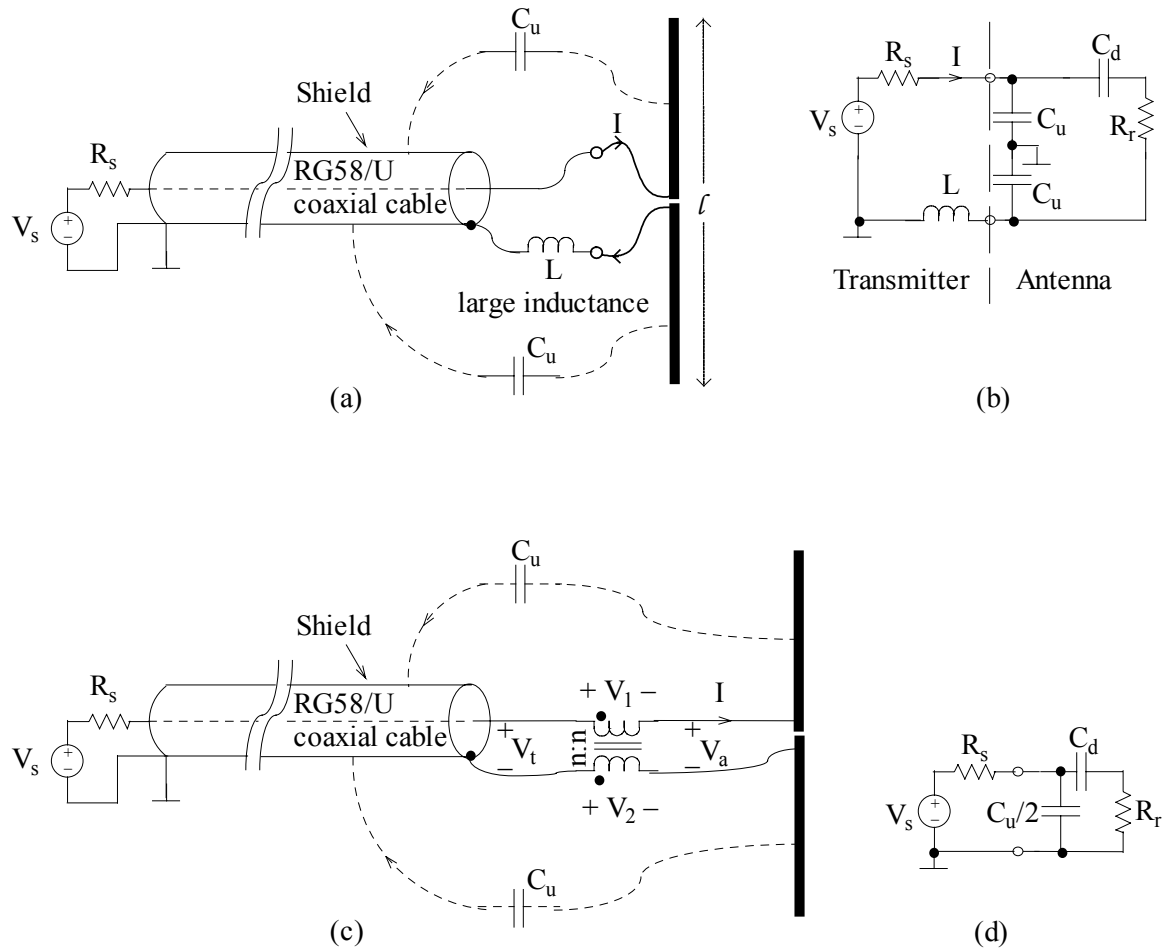 C_u
Shield
I
R_s
RG58/U
coaxial cable
V_s
+
−
L
large inductance
l
C_u
(a)
R_s
I
C_d
V_s
+
−
C_u
R_r
C_u
L
Transmitter
Antenna
(b)
C_u
Shield
R_s
RG58/U
coaxial cable
V_s
+
−
+ V_1 −
I
+
V_t
−
n:n
+
V_a
−
+ V_2 −
C_u
(c)
R_s
C_d
V_s
+
−
C_u/2
R_r
(d)